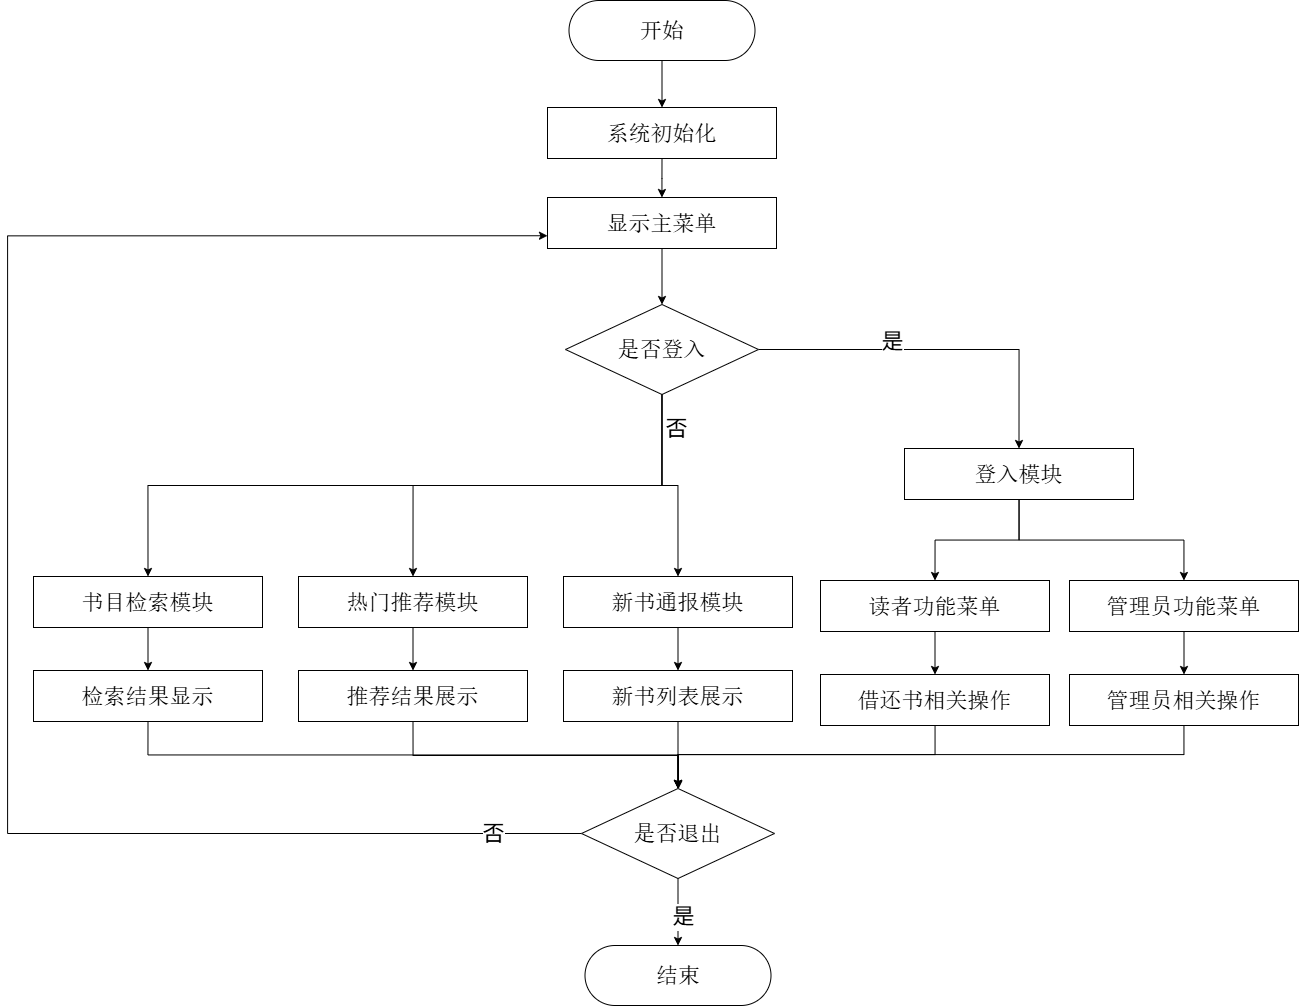 开始
系统初始化
显示主菜单
是否登入
是
否
登入模块
书目检索模块
热门推荐模块
新书通报模块
读者功能菜单
管理员功能菜单
检索结果显示
推荐结果展示
新书列表展示
借还书相关操作
管理员相关操作
否
是否退出
是
结束